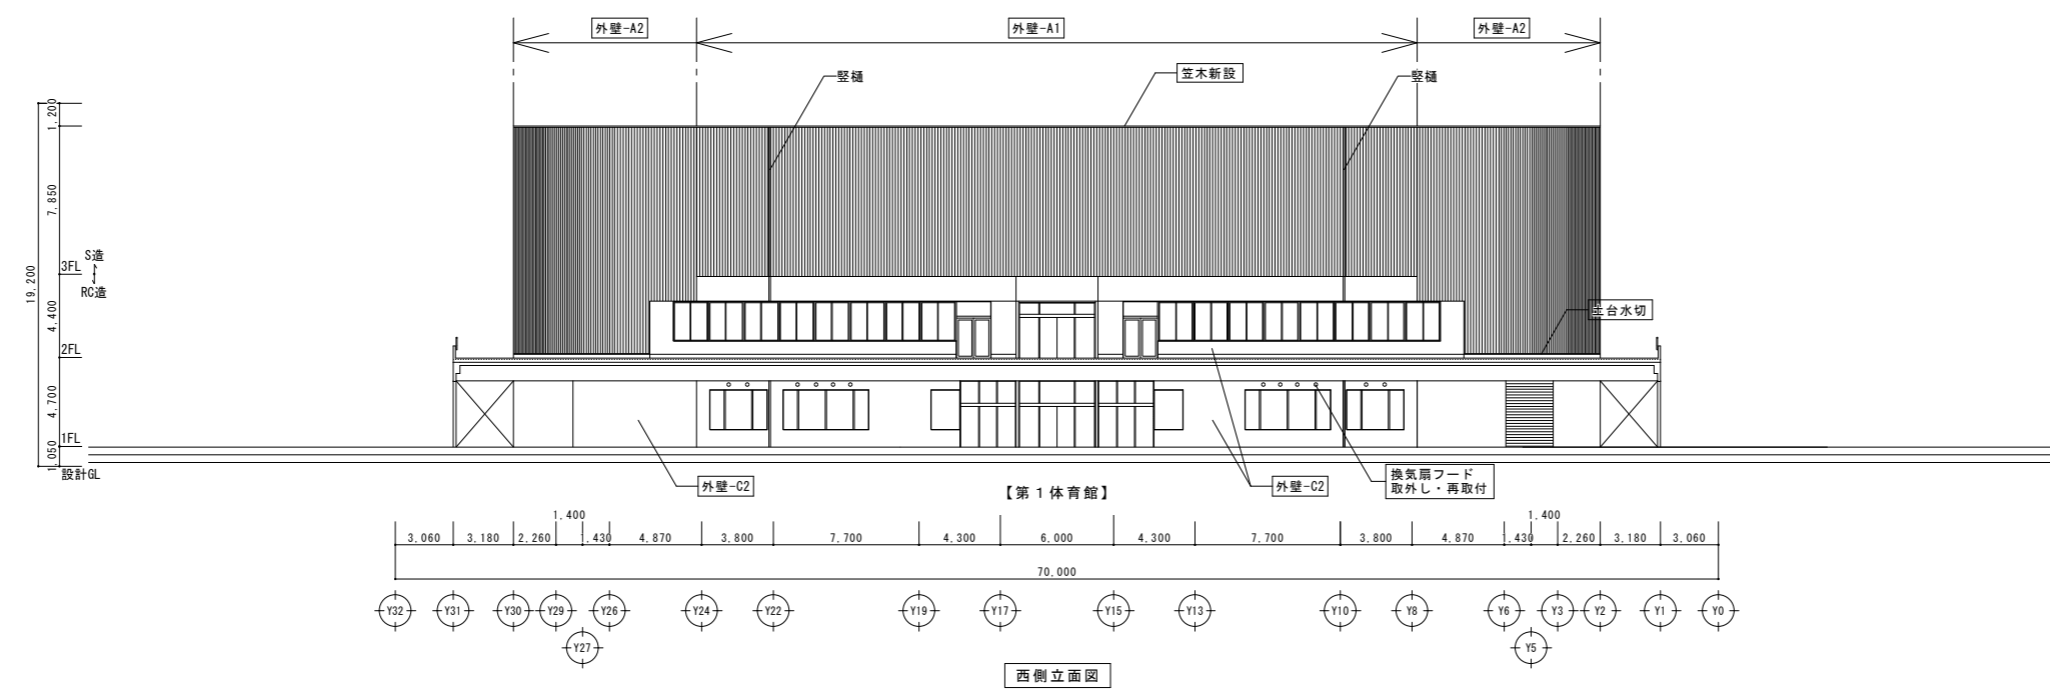 外壁-A2
外壁-A1
外壁-A2
竪樋
笠木新設
竪樋
19,200
1,200
7,850
4,400
4,700
1,050
3FL
S造
RC造
2FL
1FL
設計GL
土台水切
外壁-C2
外壁-C2
換気扇フード
取外し・再取付
【第1体育館】
1,400
1,400
3,060 3,180 2,260 1,430 4,870 3,800 7,700 4,300 6,000 4,300 7,700 3,800 4,870 1,430 2,260 3,180 3,060
70,000
Y32 Y31 Y30 Y29 Y26 Y24 Y22 Y19 Y17 Y15 Y13 Y10 Y8 Y6 Y3 Y2 Y1 Y0
Y27 Y5
西側立面図